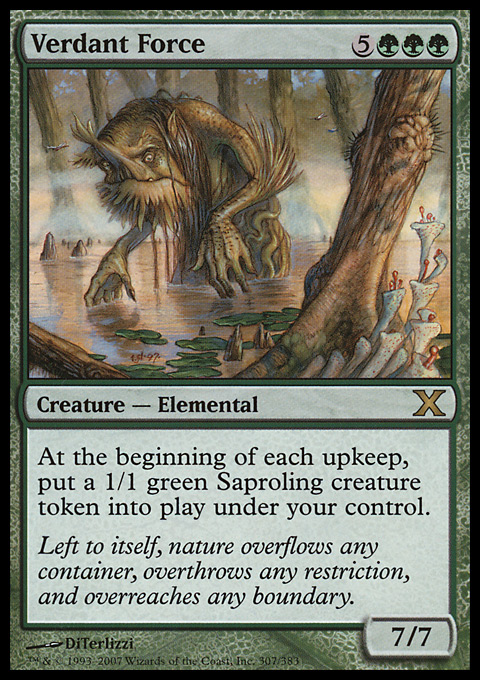 Verdant Force 5
Creature — Elemental X
At the beginning of each upkeep,
put a 1/1 green Saproling creature
token into play under your control.
Left to itself, nature overflows any
container, overthrows any restriction,
and overreaches any boundary.
DiTerlizzi
7/7
™ & © 1993–2007 Wizards of the Coast, Inc. 307/383